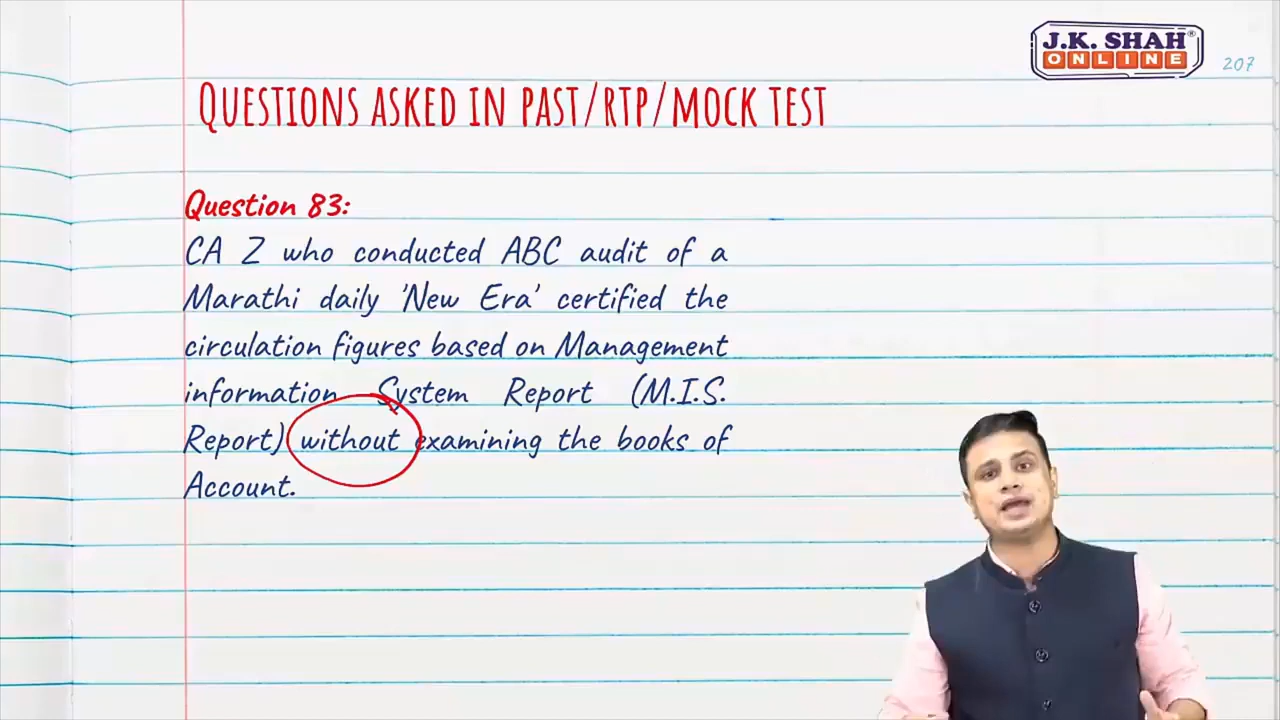 J.K. SHAH®
ONLINE
207
QUESTIONS ASKED IN PAST/RTP/MOCK TEST
Question 83:
CA Z who conducted ABC audit of a
Marathi daily 'New Era' certified the
circulation figures based on Management
information System Report (M.I.S.
Report) without examining the books of
Account.